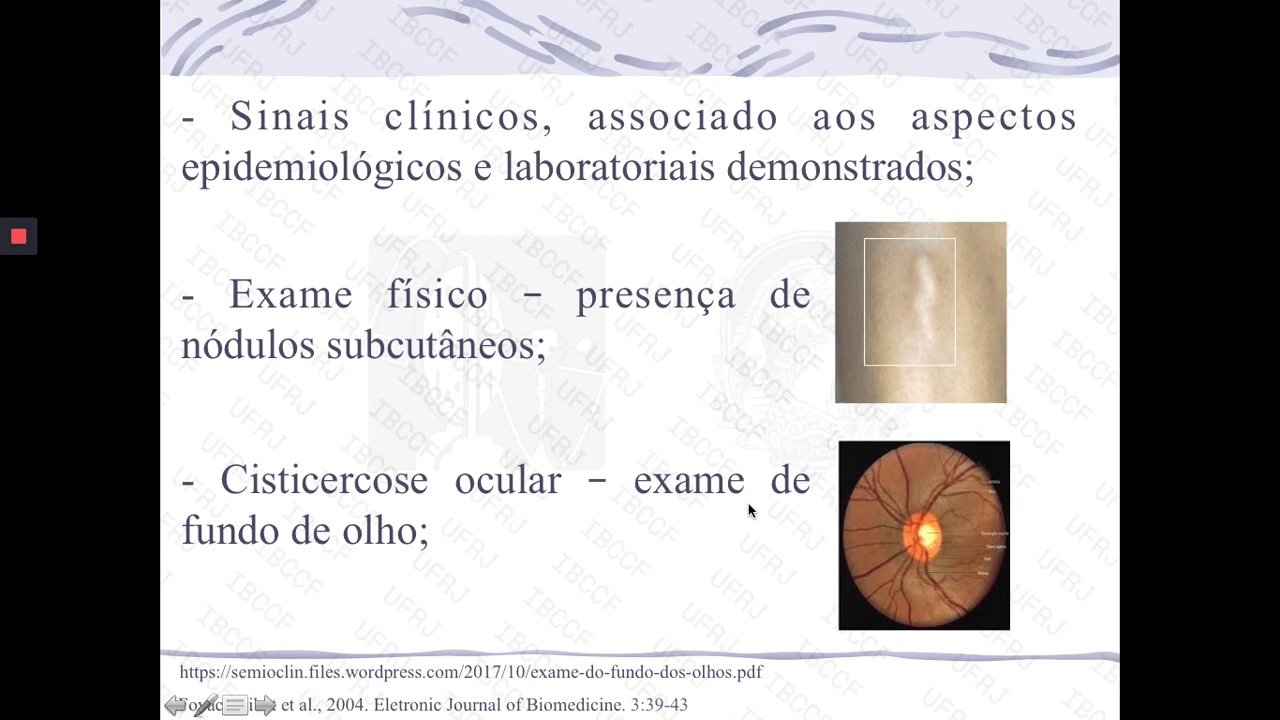 - Sinais clínicos, associado aos aspectos
epidemiológicos e laboratoriais demonstrados;
- Exame físico – presença de
nódulos subcutâneos;
- Cisticercose ocular – exame de
fundo de olho;
https://semioclin.files.wordpress.com/2017/10/exame-do-fundo-dos-olhos.pdf
et al., 2004. Eletronic Journal of Biomedicine. 3:39-43
IBCCF
UFRJ